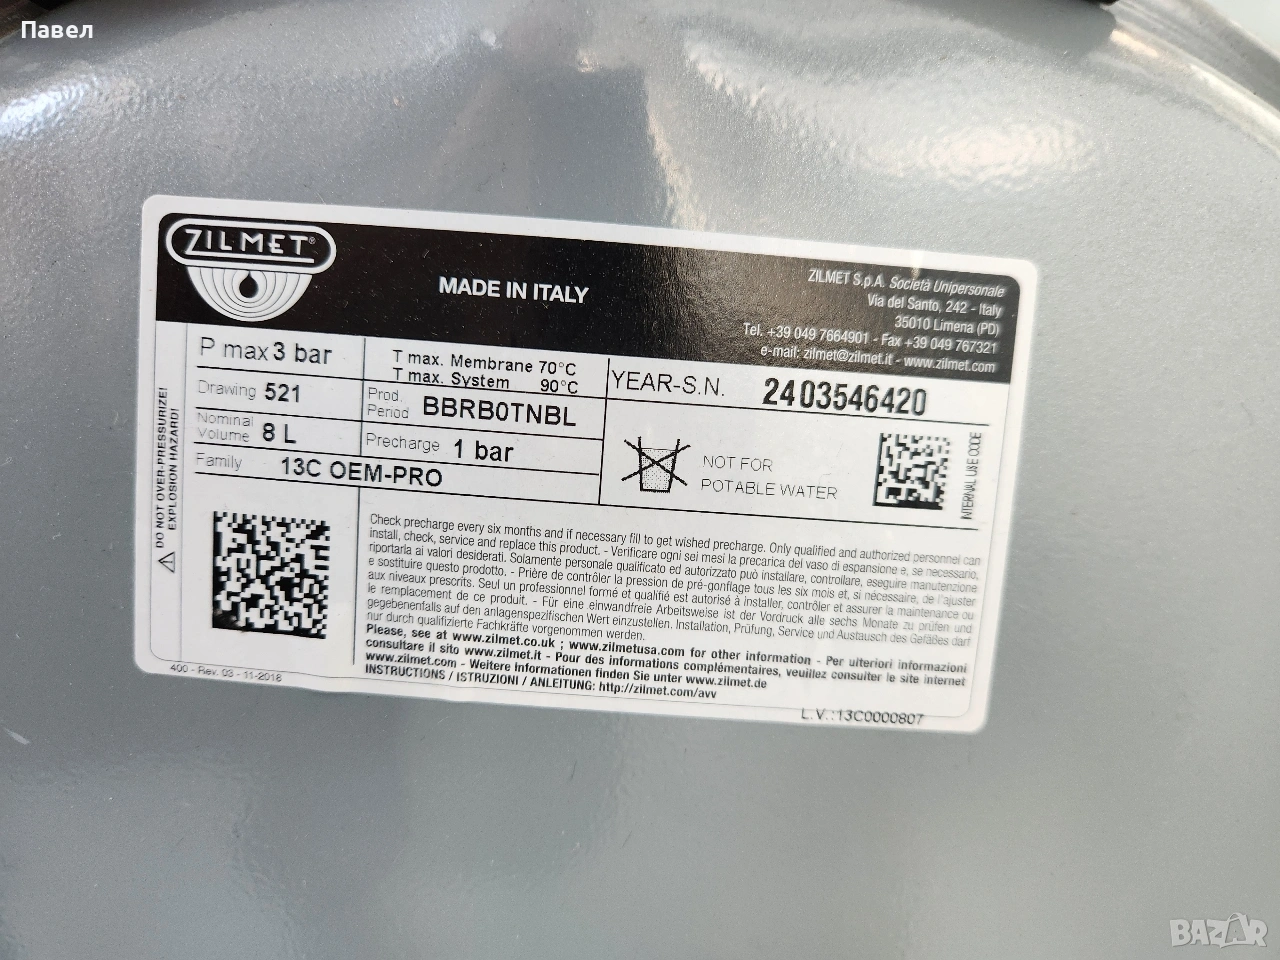 Павел
ZILMET®
MADE IN ITALY
ZILMET S.p.A. Società Unipersonale
Via del Santo, 242 - Italy
35010 Limena (PD)
Tel. +39 049 7664901 - Fax +39 049 767321
e-mail: zilmet@zilmet.it - www.zilmet.com
DO NOT OVER-PRESSURIZE!
EXPLOSION HAZARD!
P max 3 bar
T max. Membrane 70°C
T max. System 90°C
YEAR-S.N. 2403546420
Drawing 521
Prod. Period BBRB0TNBL
Nominal Volume 8 L
Precharge 1 bar
Family 13C OEM-PRO
NOT FOR
POTABLE WATER
INTERNAL USE CODE
Check precharge every six months and if necessary fill to get wished precharge. Only qualified and authorized personnel can
install, check, service and replace this product. - Verificare ogni sei mesi la precarica del vaso di espansione e, se necessario,
riportarla ai valori desiderati. Solamente personale qualificato ed autorizzato può installare, controllare, eseguire manutenzione
e sostituire questo prodotto. - Prière de contrôler la pression de pré-gonflage tous les six mois et, si nécessaire, de l'ajuster
aux niveaux prescrits. Seul un professionnel formé et qualifié est autorisé à installer, contrôler et assurer la maintenance ou
le remplacement de ce produit. - Für eine einwandfreie Arbeitsweise ist der Vordruck alle sechs Monate zu prüfen und
gegebenenfalls auf den anlagenspezifischen Wert einzustellen. Installation, Prüfung, Service und Austausch des Gefäßes darf
nur durch qualifizierte Fachkräfte vorgenommen werden.
Please, see at www.zilmet.co.uk ; www.zilmetusa.com for other information - Per ulteriori informazioni
consultare il sito www.zilmet.it - Pour des informations complémentaires, veuillez consulter le site internet
www.zilmet.com - Weitere Informationen finden Sie unter www.zilmet.de
INSTRUCTIONS / ISTRUZIONI / ANLEITUNG: http://zilmet.com/avv
400 - Rev. 03 - 11-2018
L.V.:13C0000807
BAZAR